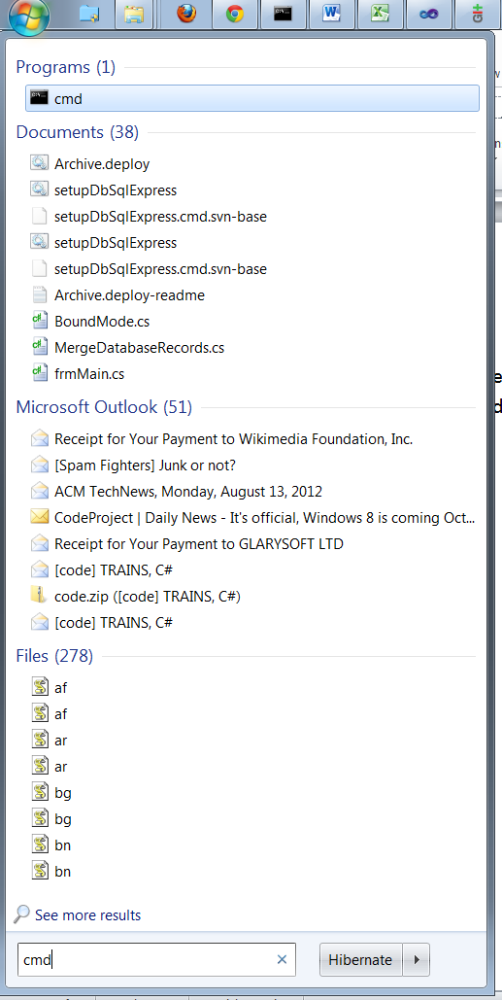 Programs (1)
cmd
Documents (38)
Archive.deploy
setupDbSqlExpress
setupDbSqlExpress.cmd.svn-base
setupDbSqlExpress
setupDbSqlExpress.cmd.svn-base
Archive.deploy-readme
BoundMode.cs
MergeDatabaseRecords.cs
frmMain.cs
Microsoft Outlook (51)
Receipt for Your Payment to Wikimedia Foundation, Inc.
[Spam Fighters] Junk or not?
ACM TechNews, Monday, August 13, 2012
CodeProject | Daily News - It's official, Windows 8 is coming Oct...
Receipt for Your Payment to GLARYSOFT LTD
[code] TRAINS, C#
code.zip ([code] TRAINS, C#)
[code] TRAINS, C#
Files (278)
af
af
ar
ar
bg
bg
bn
bn
See more results
cmd
Hibernate